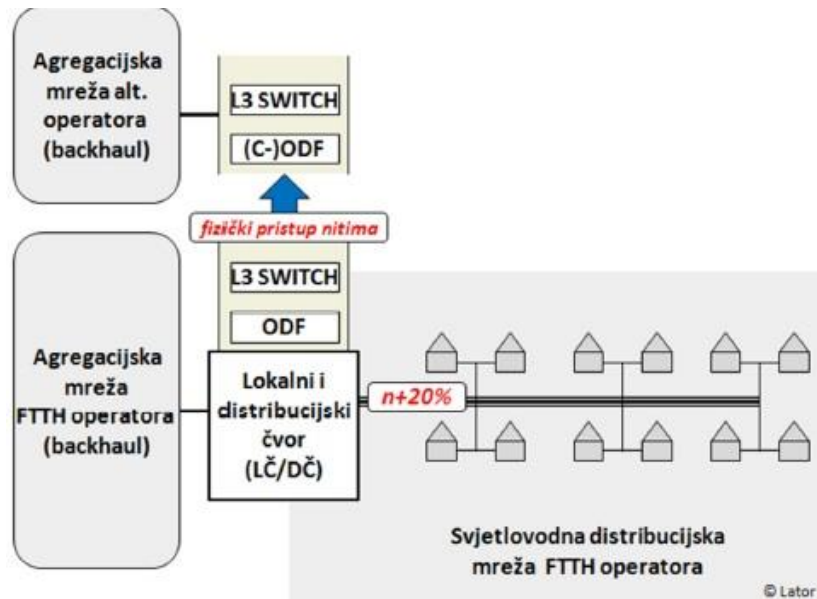 Agregacijska
mreža alt.
operatora
(backhaul)
L3 SWITCH
(C-)ODF
fizički pristup nitima
L3 SWITCH
ODF
Agregacijska
mreža
FTTH operatora
(backhaul)
Lokalni i
distribucijski
čvor
(LČ/DČ)
n+20%
Svjetlovodna distribucijska
mreža FTTH operatora
© Lator